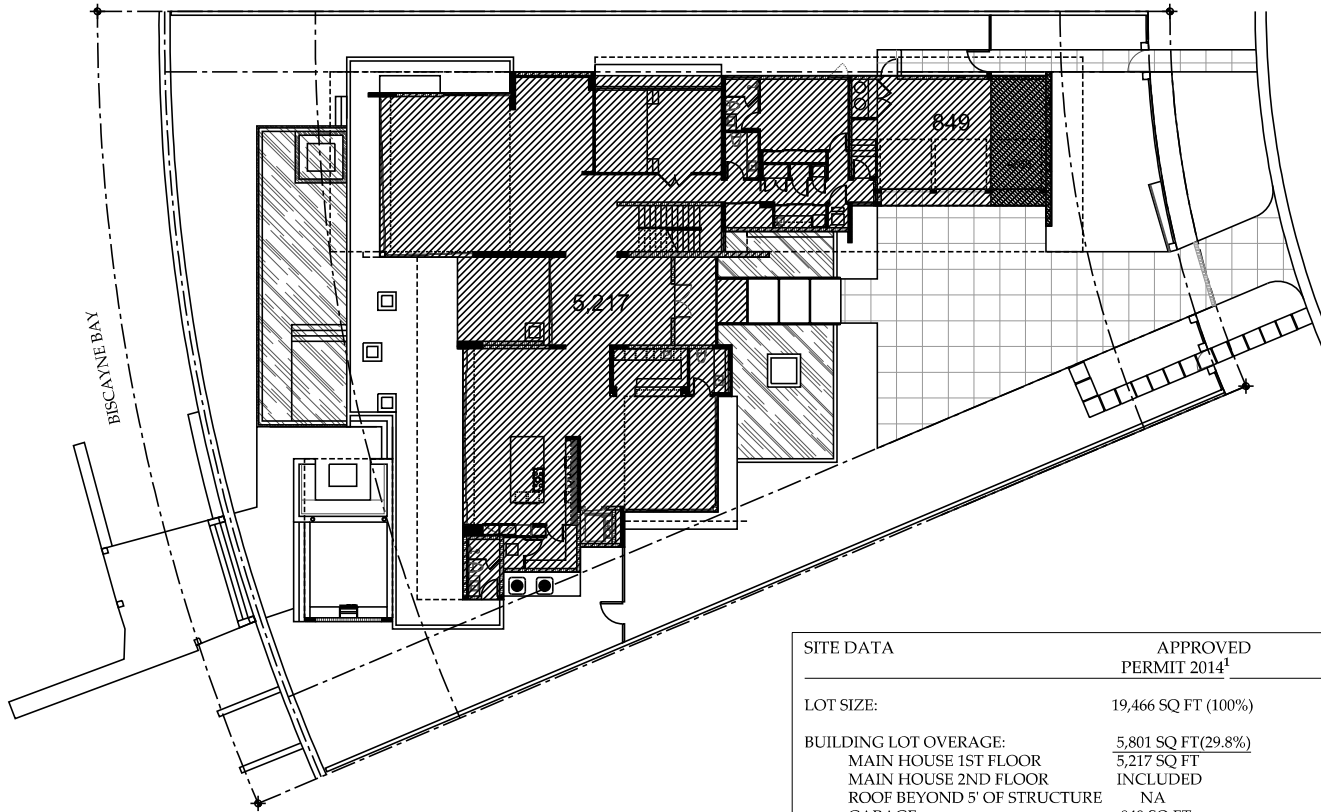 849
5,217
BISCAYNE BAY
SITE DATA APPROVED
PERMIT 2014¹
LOT SIZE: 19,466 SQ FT (100%)
BUILDING LOT OVERAGE: 5,801 SQ FT(29.8%)
MAIN HOUSE 1ST FLOOR 5,217 SQ FT
MAIN HOUSE 2ND FLOOR INCLUDED
ROOF BEYOND 5' OF STRUCTURE NA